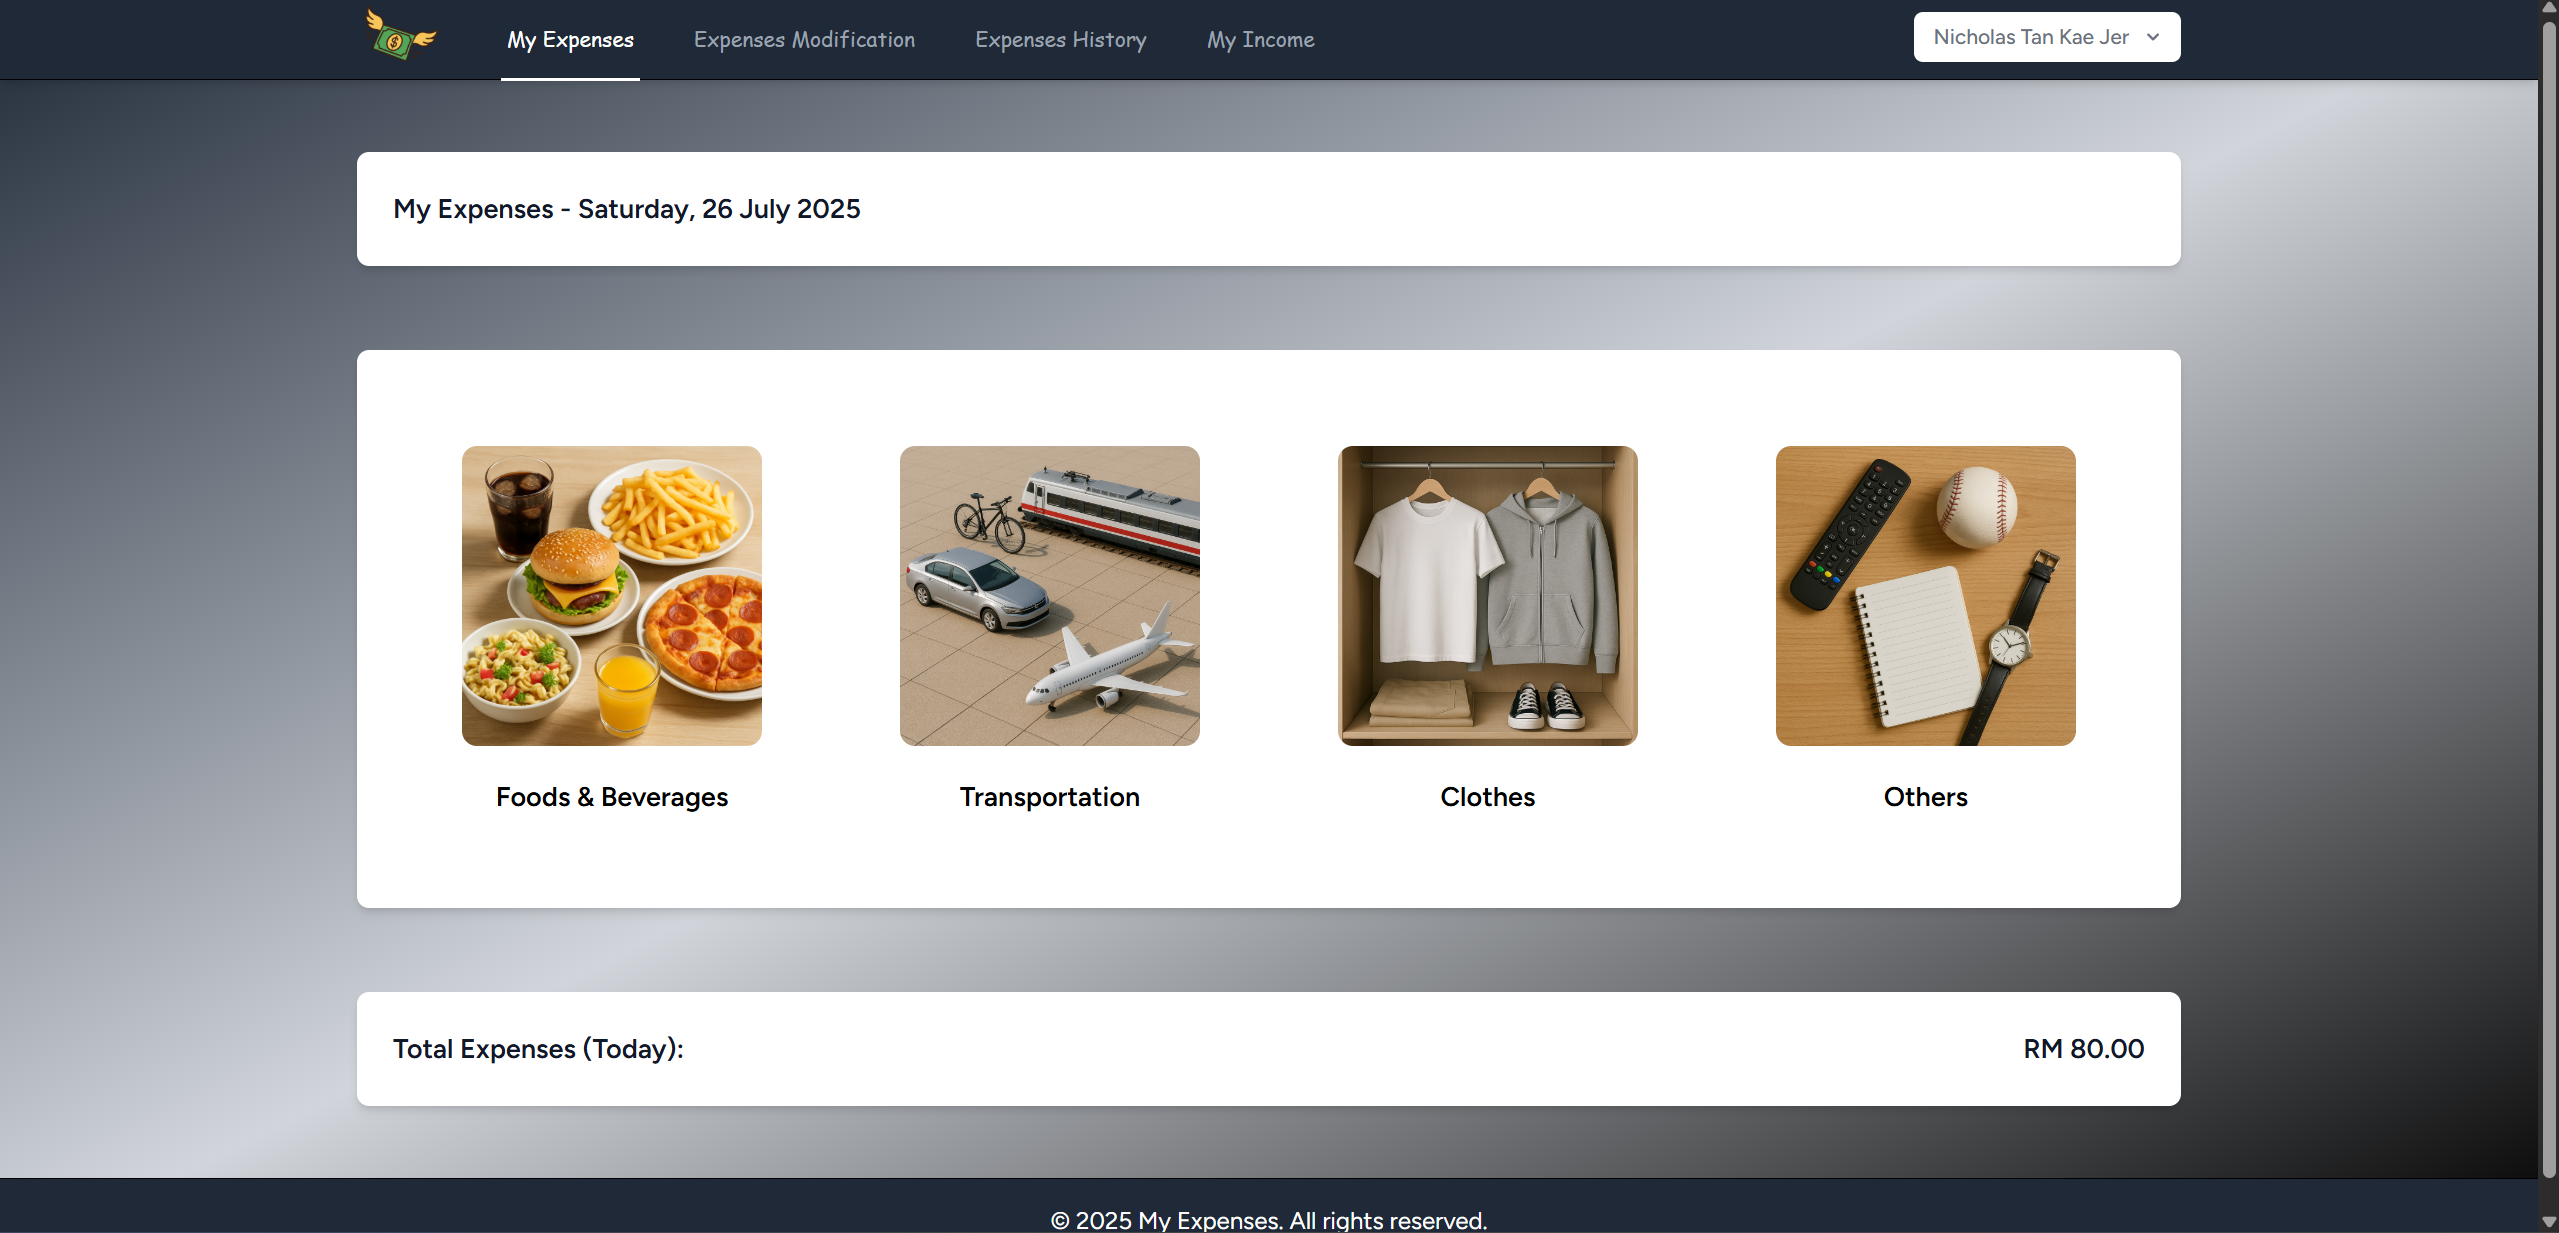 My Expenses
Expenses Modification
Expenses History
My Income
Nicholas Tan Kae Jer
My Expenses - Saturday, 26 July 2025
Foods & Beverages
Transportation
Clothes
Others
Total Expenses (Today):
RM 80.00
© 2025 My Expenses. All rights reserved.